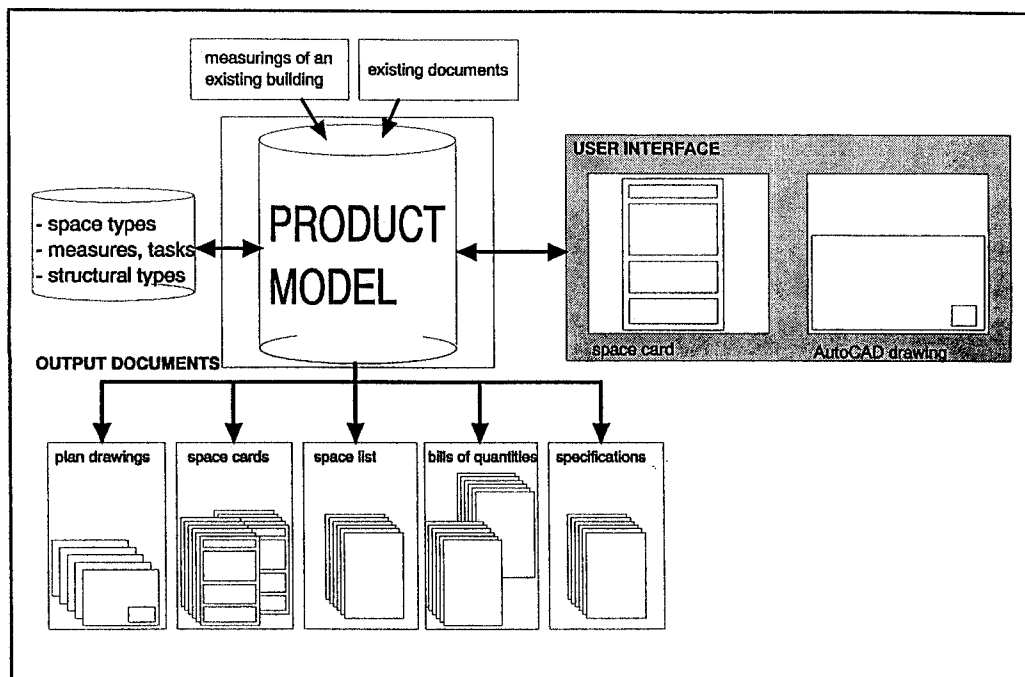 measurings of an
existing building
existing documents
USER INTERFACE
- space types
- measures, tasks
- structural types
PRODUCT
MODEL
space card
AutoCAD drawing
OUTPUT DOCUMENTS
plan drawings
space cards
space list
bills of quantities
specifications